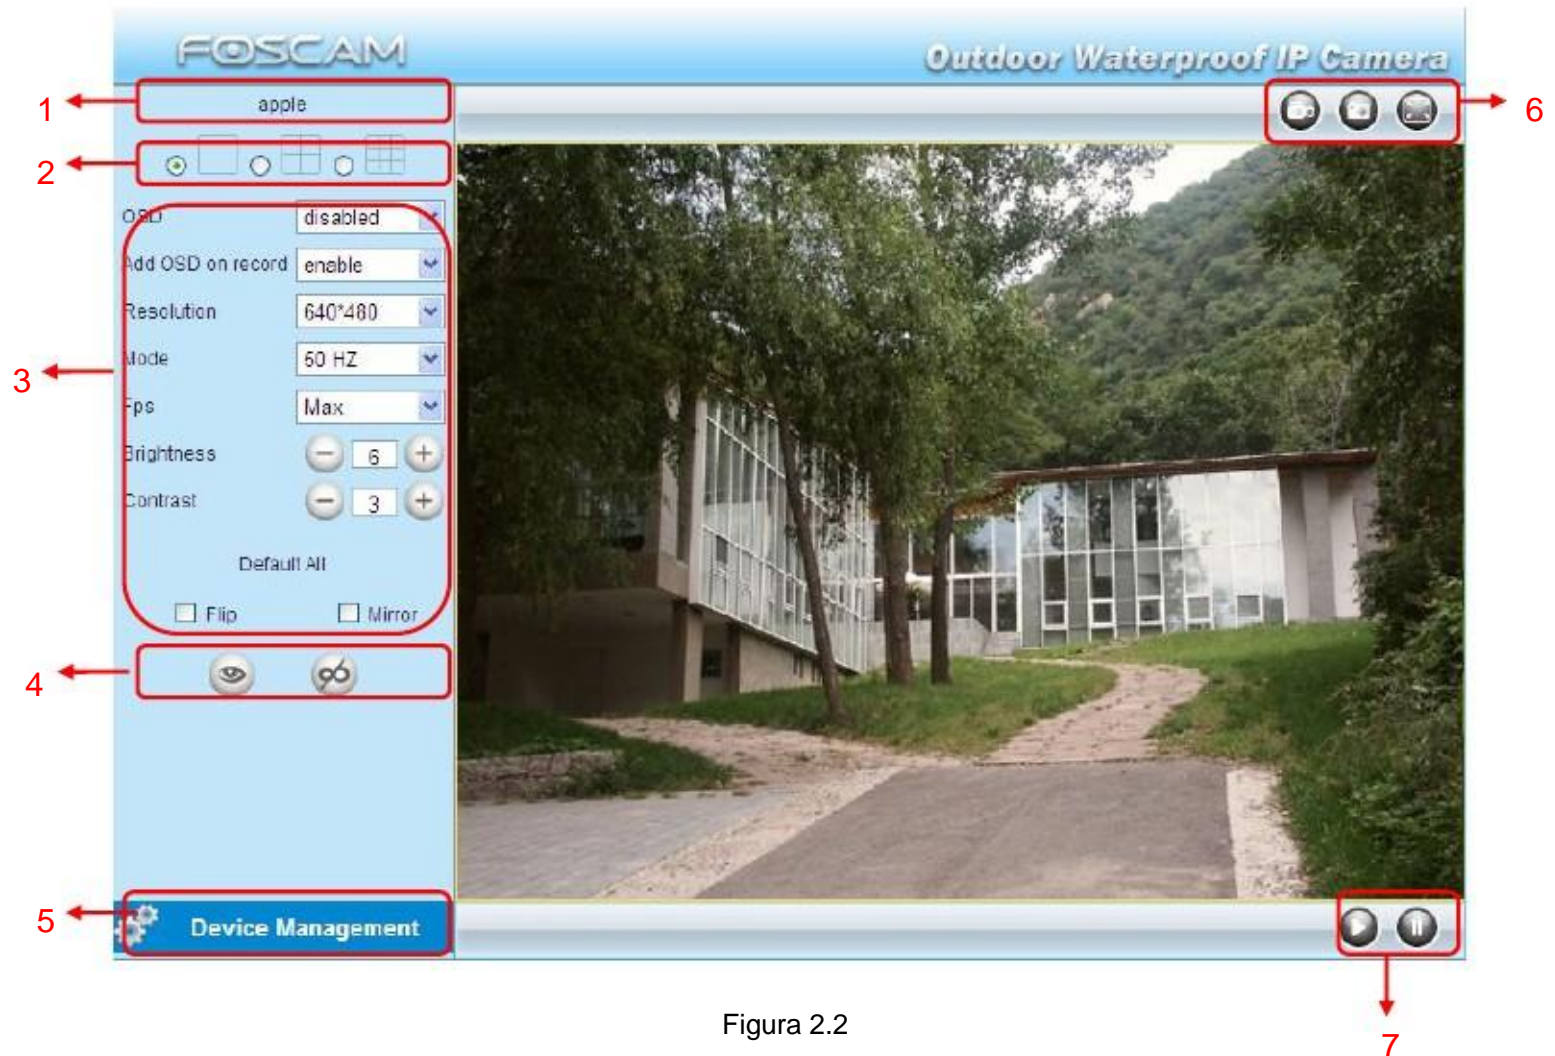 FOSCAM
Outdoor Waterproof IP Camera
1
apple
6
2
OSD
disabled
Add OSD on record
enable
Resolution
640*480
Mode
50 HZ
3
Fps
Max
Brightness
6
Contrast
3
Default All
Flip
Mirror
4
5
Device Management
Figura 2.2
7